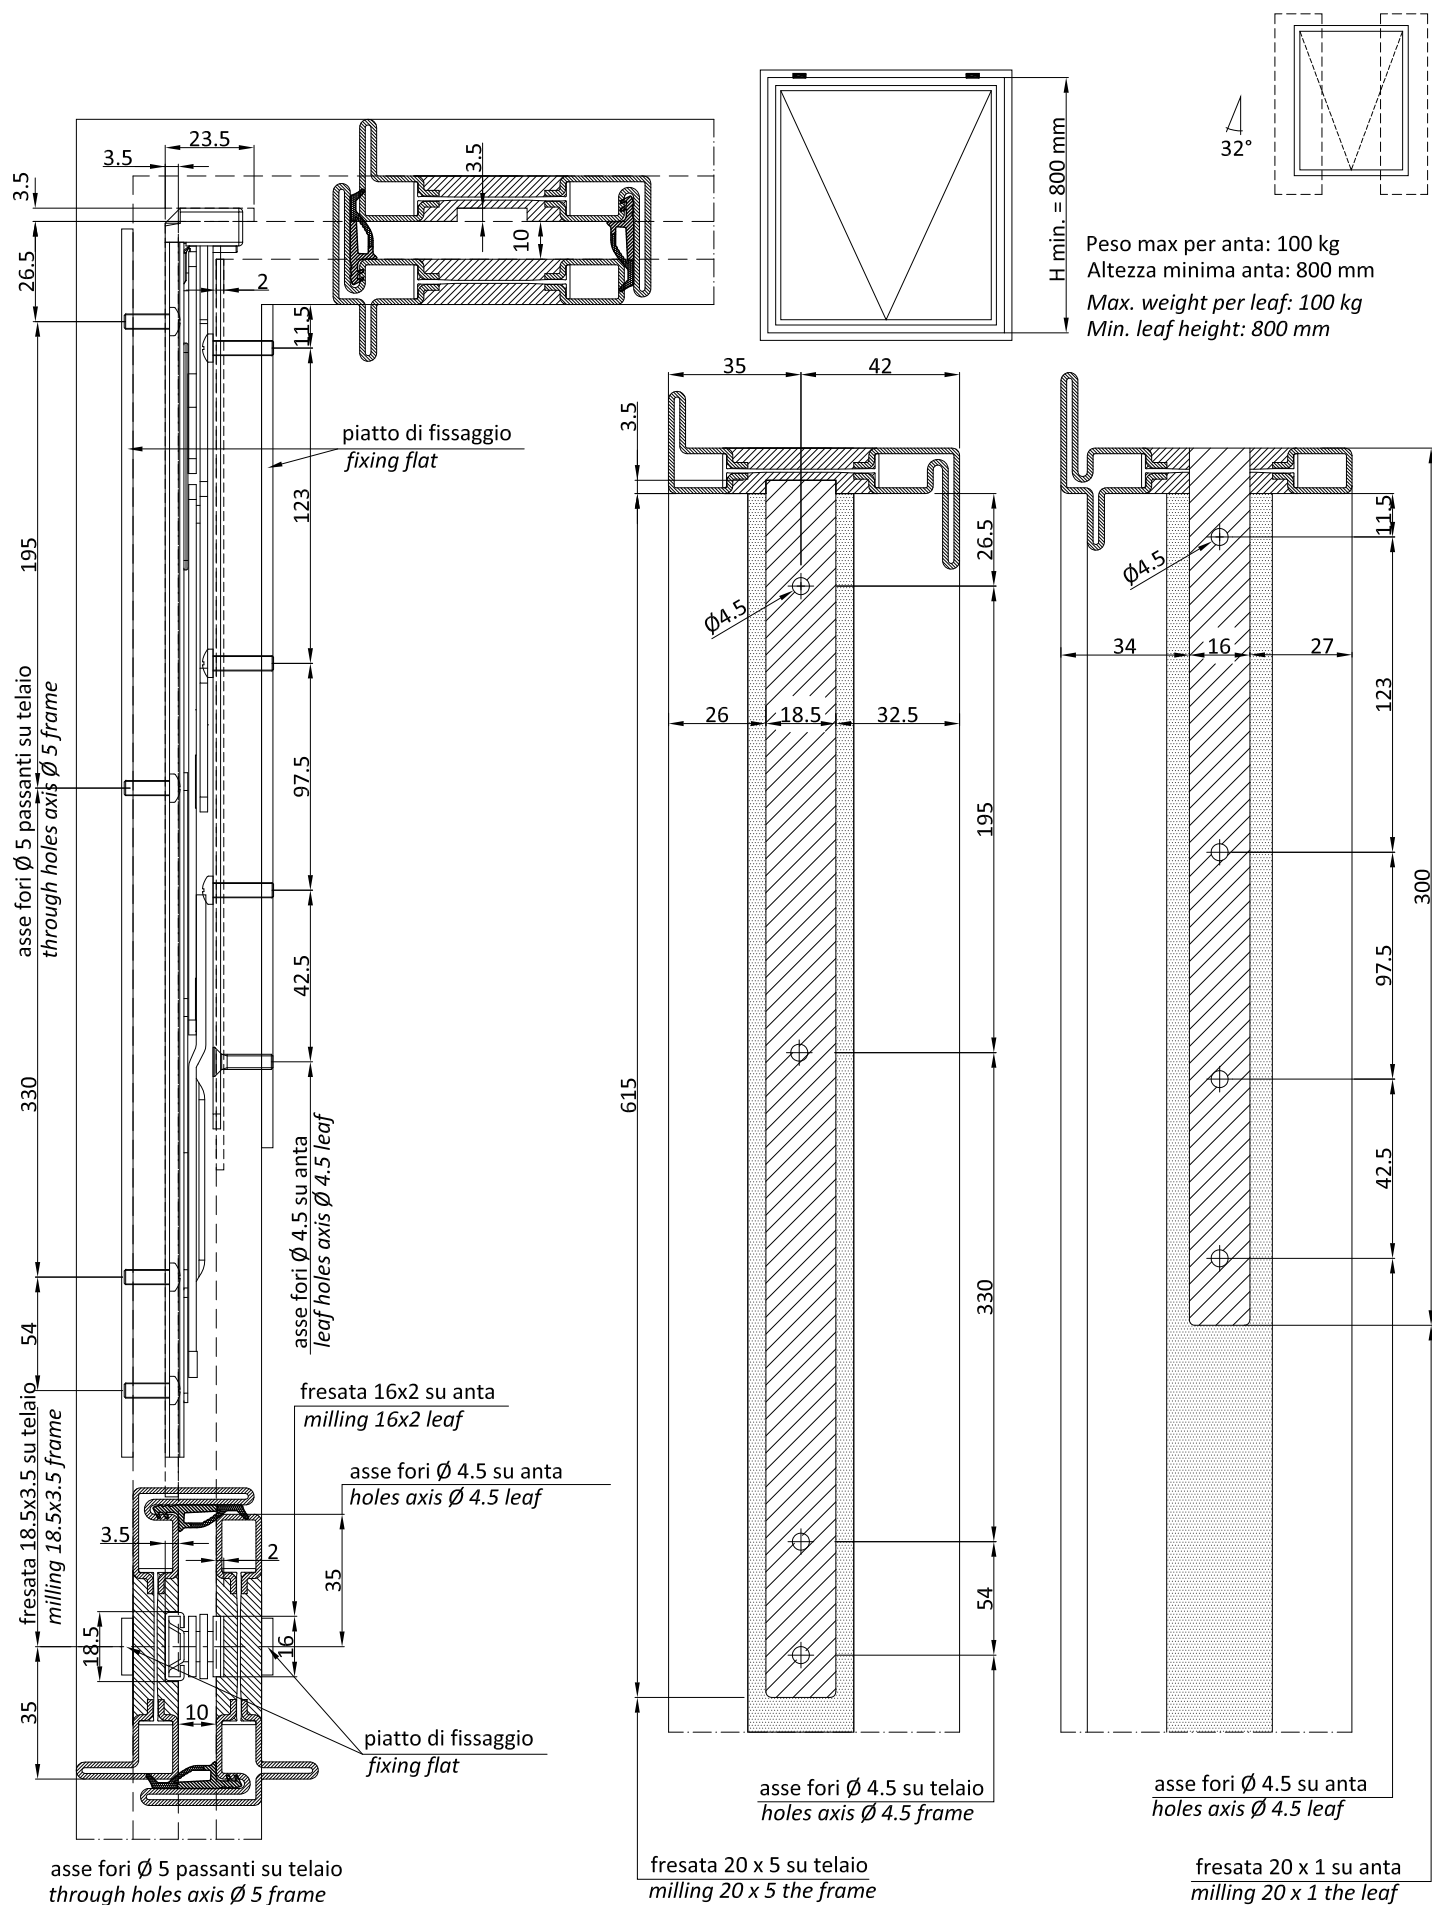 23.5
3.5
3.5
26.5
2
11.5
3.5
10
195
123
97.5
42.5
330
54
piatto di fissaggio
fixing flat
asse fori Ø 5 passanti su telaio
through holes axis Ø 5 frame
asse fori Ø 4.5 su anta
leaf holes axis Ø 4.5 leaf
fresata 18.5x3.5 su telaio
milling 18.5x3.5 frame
fresata 16x2 su anta
milling 16x2 leaf
asse fori Ø 4.5 su anta
holes axis Ø 4.5 leaf
3.5
2
35
18.5
16
35
10
piatto di fissaggio
fixing flat
asse fori Ø 5 passanti su telaio
through holes axis Ø 5 frame
H min. = 800 mm
32°
Peso max per anta: 100 kg
Altezza minima anta: 800 mm
Max. weight per leaf: 100 kg
Min. leaf height: 800 mm
35
42
3.5
26.5
Ø4.5
26
18.5
32.5
195
615
330
54
asse fori Ø 4.5 su telaio
holes axis Ø 4.5 frame
fresata 20 x 5 su telaio
milling 20 x 5 the frame
11.5
Ø4.5
34
16
27
123
300
97.5
42.5
asse fori Ø 4.5 su anta
holes axis Ø 4.5 leaf
fresata 20 x 1 su anta
milling 20 x 1 the leaf